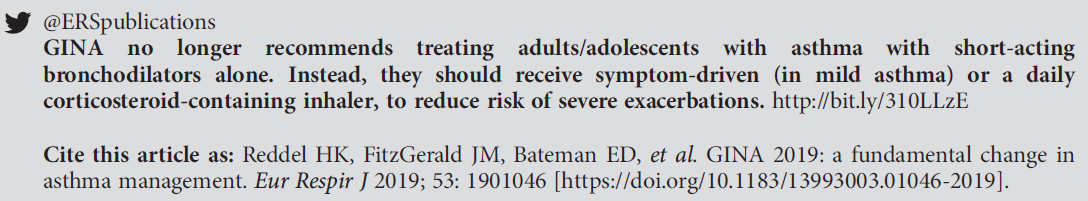 @ERSpublications
GINA no longer recommends treating adults/adolescents with asthma with short-acting
bronchodilators alone. Instead, they should receive symptom-driven (in mild asthma) or a daily
corticosteroid-containing inhaler, to reduce risk of severe exacerbations. http://bit.ly/310LLzE
Cite this article as: Reddel HK, FitzGerald JM, Bateman ED, et al. GINA 2019: a fundamental change in
asthma management. Eur Respir J 2019; 53: 1901046 [https://doi.org/10.1183/13993003.01046-2019].